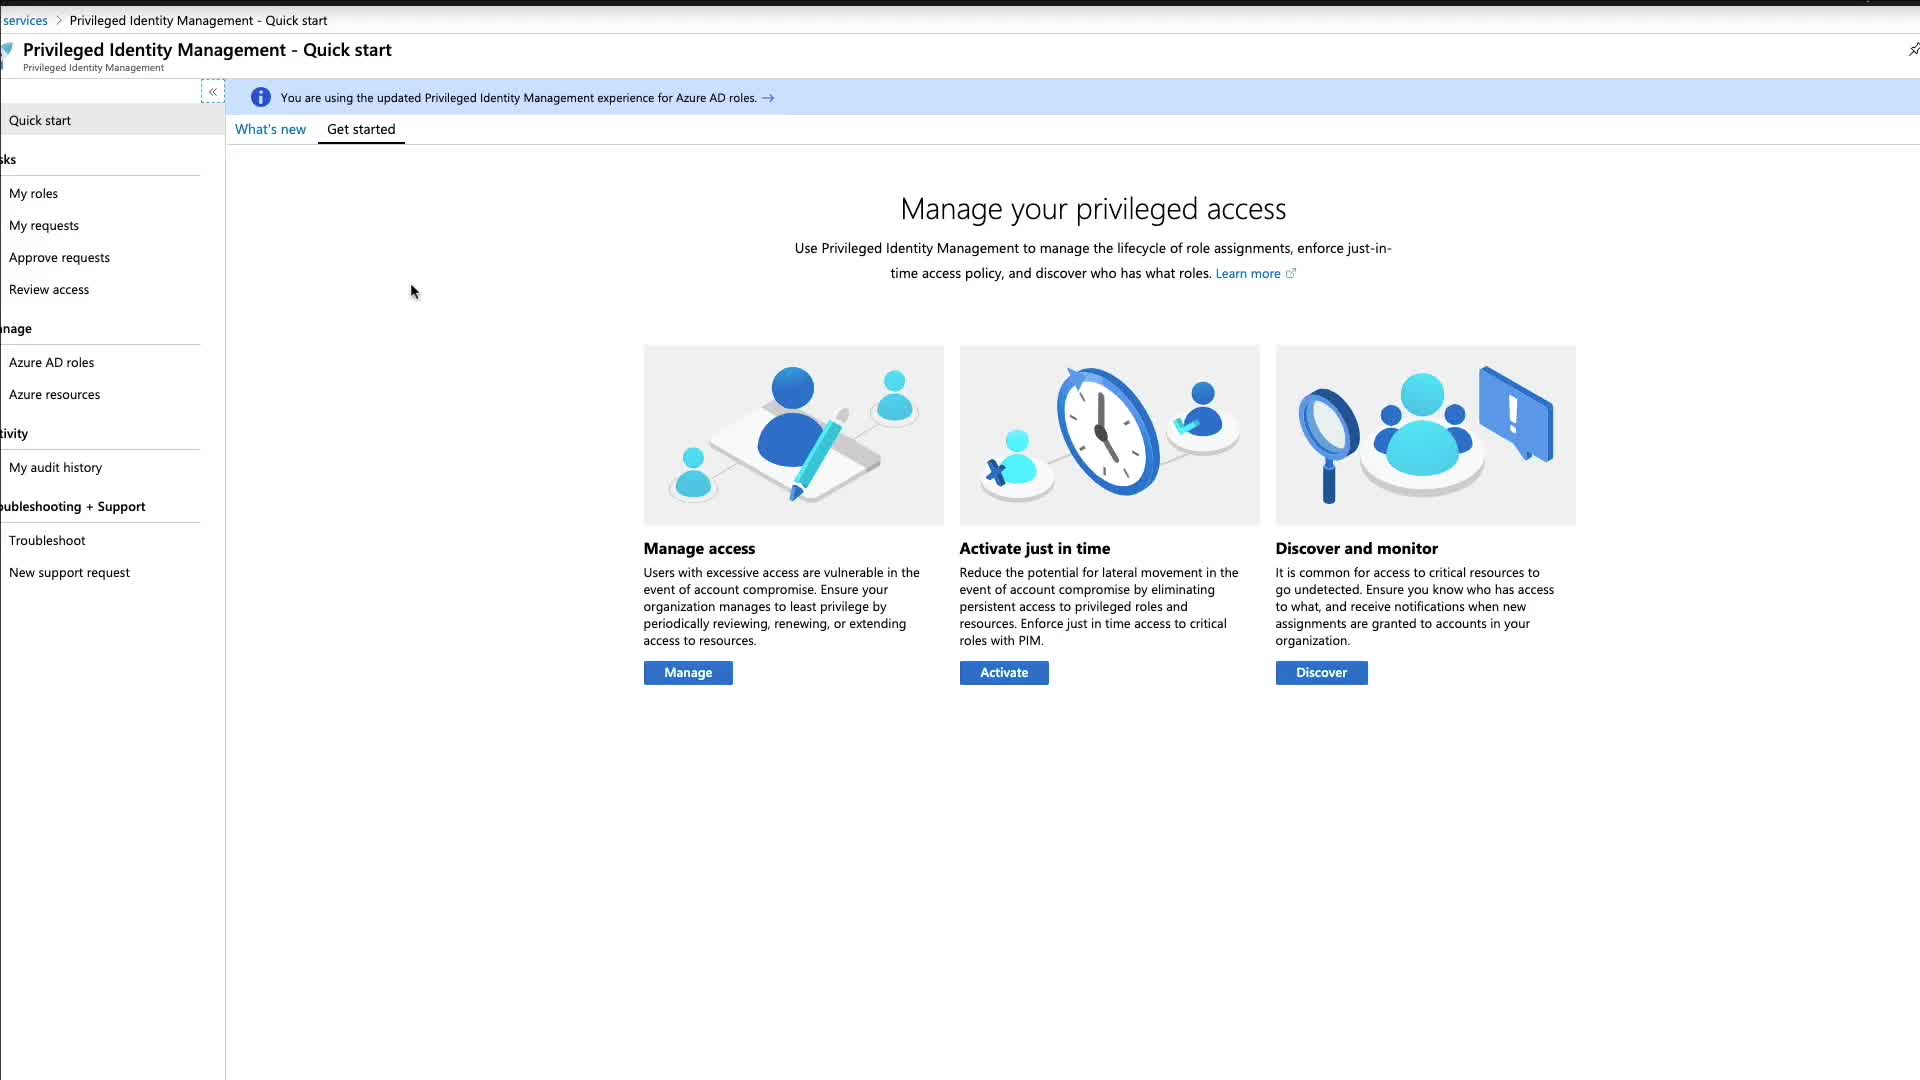 services > Privileged Identity Management - Quick start
Privileged Identity Management - Quick start
Privileged Identity Management
«
You are using the updated Privileged Identity Management experience for Azure AD roles. →
What's new
Get started
Quick start
sks
My roles
My requests
Approve requests
Review access
nage
Azure AD roles
Azure resources
tivity
My audit history
oubleshooting + Support
Troubleshoot
New support request
Manage your privileged access
Use Privileged Identity Management to manage the lifecycle of role assignments, enforce just-in-
time access policy, and discover who has what roles. Learn more
Manage access
Users with excessive access are vulnerable in the
event of account compromise. Ensure your
organization manages to least privilege by
periodically reviewing, renewing, or extending
access to resources.
Manage
Activate just in time
Reduce the potential for lateral movement in the
event of account compromise by eliminating
persistent access to privileged roles and
resources. Enforce just in time access to critical
roles with PIM.
Activate
Discover and monitor
It is common for access to critical resources to
go undetected. Ensure you know who has access
to what, and receive notifications when new
assignments are granted to accounts in your
organization.
Discover